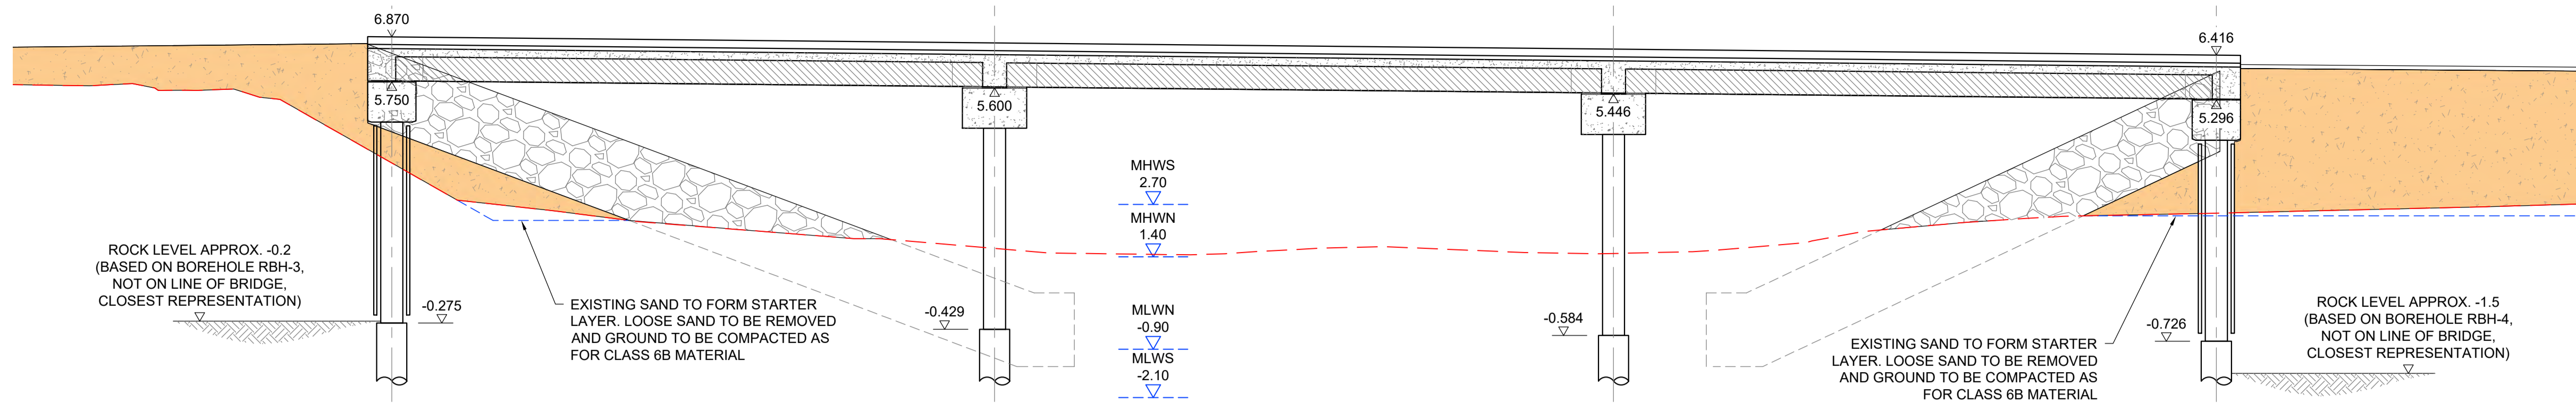 6.870
6.416
5.750
5.600
5.446
5.296
MHWS
2.70
MHWN
1.40
MLWN
-0.90
MLWS
-2.10
ROCK LEVEL APPROX. -0.2
(BASED ON BOREHOLE RBH-3,
NOT ON LINE OF BRIDGE,
CLOSEST REPRESENTATION)
-0.275
EXISTING SAND TO FORM STARTER
LAYER. LOOSE SAND TO BE REMOVED
AND GROUND TO BE COMPACTED AS
FOR CLASS 6B MATERIAL
-0.429
-0.584
EXISTING SAND TO FORM STARTER
LAYER. LOOSE SAND TO BE REMOVED
AND GROUND TO BE COMPACTED AS
FOR CLASS 6B MATERIAL
-0.726
ROCK LEVEL APPROX. -1.5
(BASED ON BOREHOLE RBH-4,
NOT ON LINE OF BRIDGE,
CLOSEST REPRESENTATION)